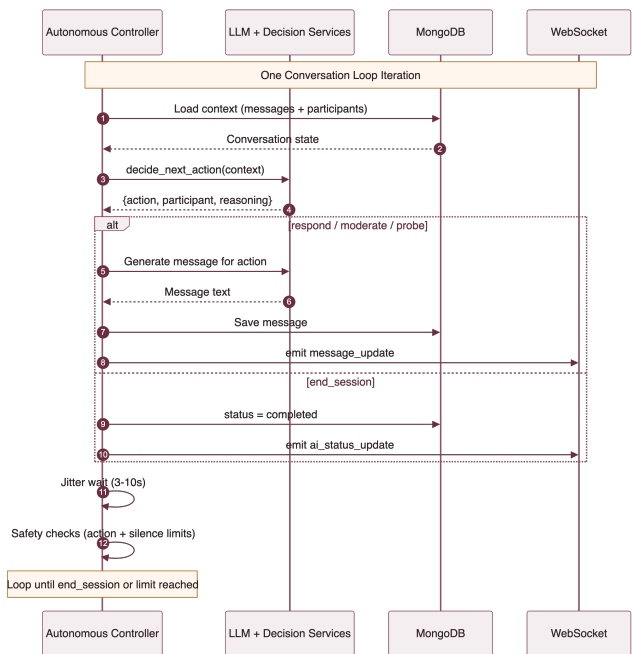 Autonomous Controller
LLM + Decision Services
MongoDB
WebSocket
One Conversation Loop Iteration
Load context (messages + participants)
1
Conversation state
2
decide_next_action(context)
3
{action, participant, reasoning}
4
alt
[respond / moderate / probe]
Generate message for action
5
Message text
6
Save message
7
emit message_update
8
[end_session]
status = completed
9
emit ai_status_update
10
Jitter wait (3-10s)
11
Safety checks (action + silence limits)
12
Loop until end_session or limit reached
Autonomous Controller
LLM + Decision Services
MongoDB
WebSocket